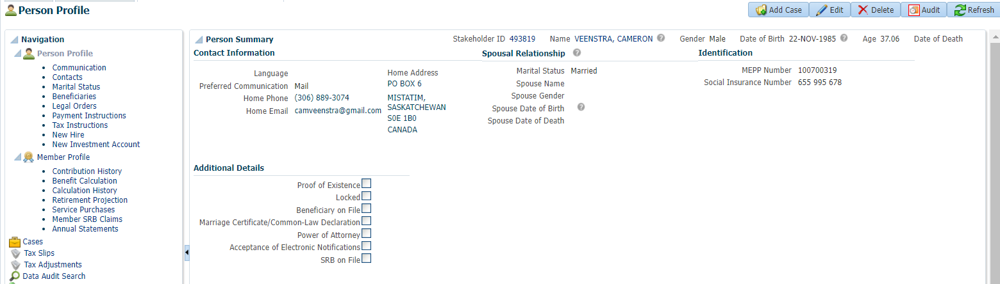 Person Profile
Add Case
Edit
Delete
Audit
Refresh
Navigation
Person Profile
Communication
Contacts
Marital Status
Beneficiaries
Legal Orders
Payment Instructions
Tax Instructions
New Hire
New Investment Account
Member Profile
Contribution History
Benefit Calculation
Calculation History
Retirement Projection
Service Purchases
Member SRB Claims
Annual Statements
Cases
Tax Slips
Tax Adjustments
Data Audit Search
Person Summary
Stakeholder ID 493819
Name VEENSTRA, CAMERON
Gender Male
Date of Birth 22-NOV-1985
Age 37.06
Date of Death
Contact Information
Language
Preferred Communication Mail
Home Phone (306) 889-3074
Home Email camveenstra@gmail.com
Home Address
PO BOX 6
MISTATIM,
SASKATCHEWAN
S0E 1B0
CANADA
Spousal Relationship
Marital Status Married
Spouse Name
Spouse Gender
Spouse Date of Birth
Spouse Date of Death
Identification
MEPP Number 100700319
Social Insurance Number 655 995 678
Additional Details
Proof of Existence
Locked
Beneficiary on File
Marriage Certificate/Common-Law Declaration
Power of Attorney
Acceptance of Electronic Notifications
SRB on File